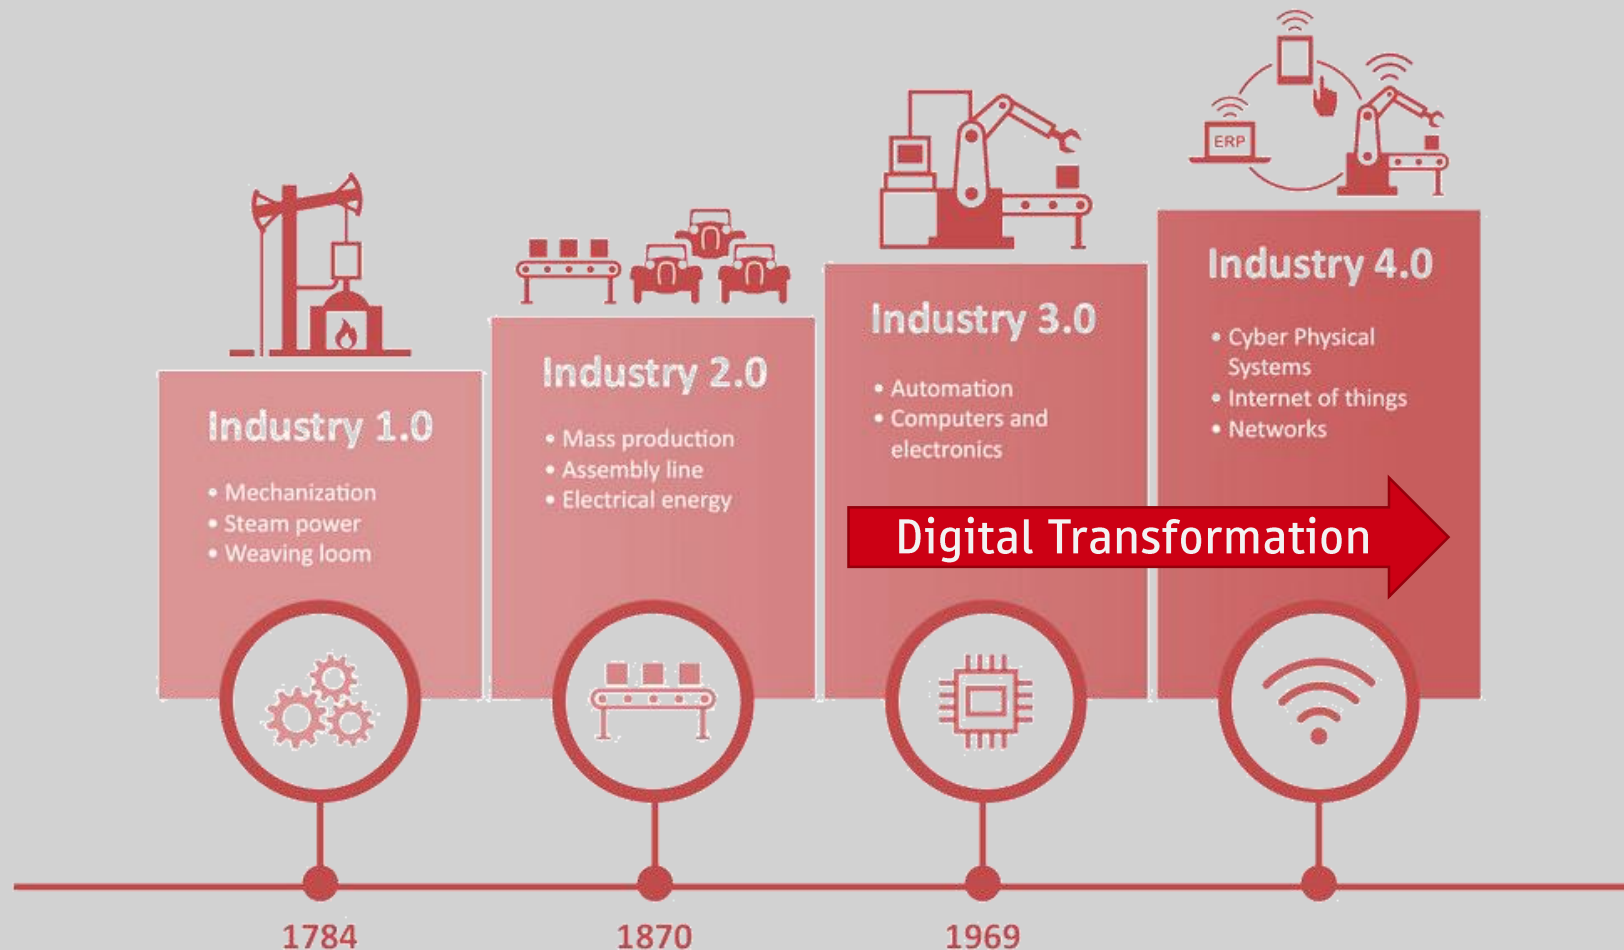 ERP
Industry 1.0
• Mechanization
• Steam power
• Weaving loom
Industry 2.0
• Mass production
• Assembly line
• Electrical energy
Industry 3.0
• Automation
• Computers and
electronics
Industry 4.0
• Cyber Physical
Systems
• Internet of things
• Networks
Digital Transformation
1784
1870
1969